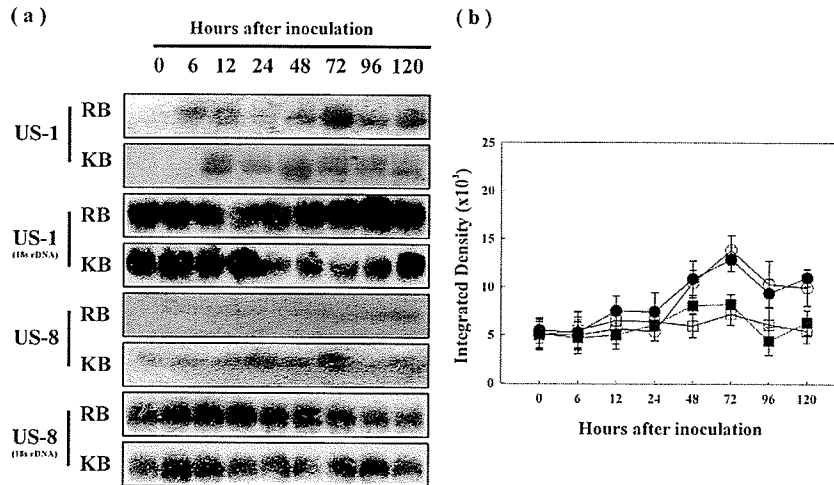 ( a )
Hours after inoculation
0 6 12 24 48 72 96 120
US-1
RB
KB
US-1
(18s rDNA)
RB
KB
US-8
RB
KB
US-8
(18s rDNA)
RB
KB
( b )
Integrated Density (x10³)
25
20
15
10
5
0
0 6 12 24 48 72 96 120
Hours after inoculation